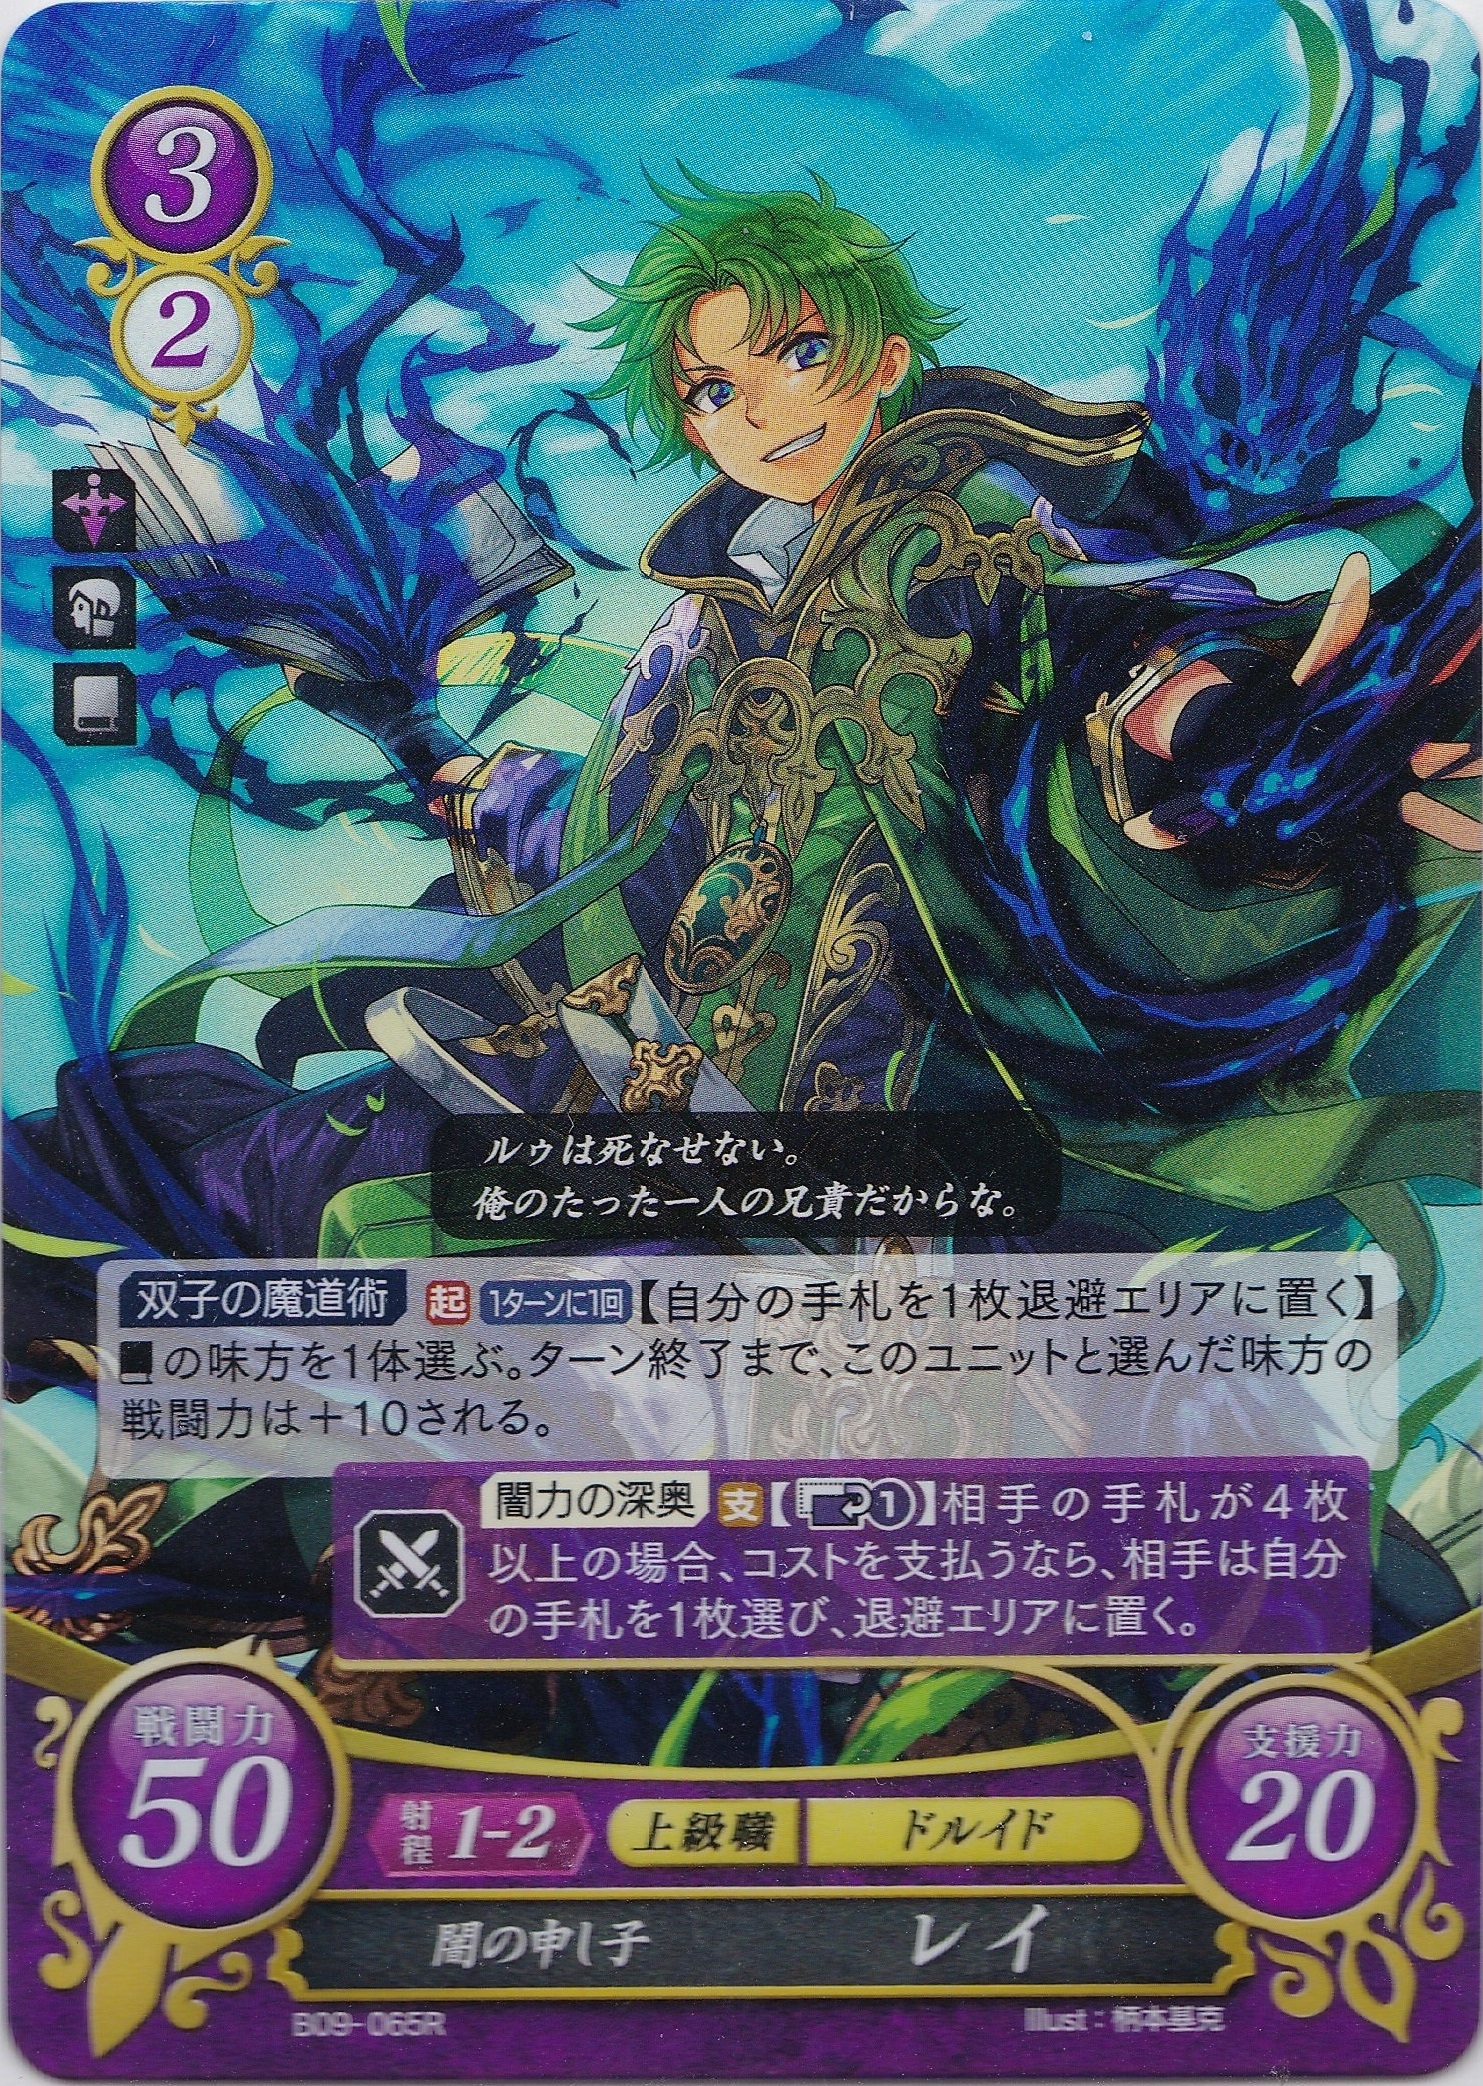 3
2
ルゥは死なせない。
俺のたった一人の兄貴だからな。
双子の魔道術 起 1ターンに1回【自分の手札を1枚退避エリアに置く】
の味方を1体選ぶ。ターン終了まで、このユニットと選んだ味方の
戦闘力は＋10される。
闇力の深奥 支【1】相手の手札が4枚
以上の場合、コストを支払うなら、相手は自分
の手札を1枚選び、退避エリアに置く。
戦闘力
50
射程 1-2
上級職 ドルイド
支援力
20
闇の申し子 レイ
B09-065R
Illust：柄本基克